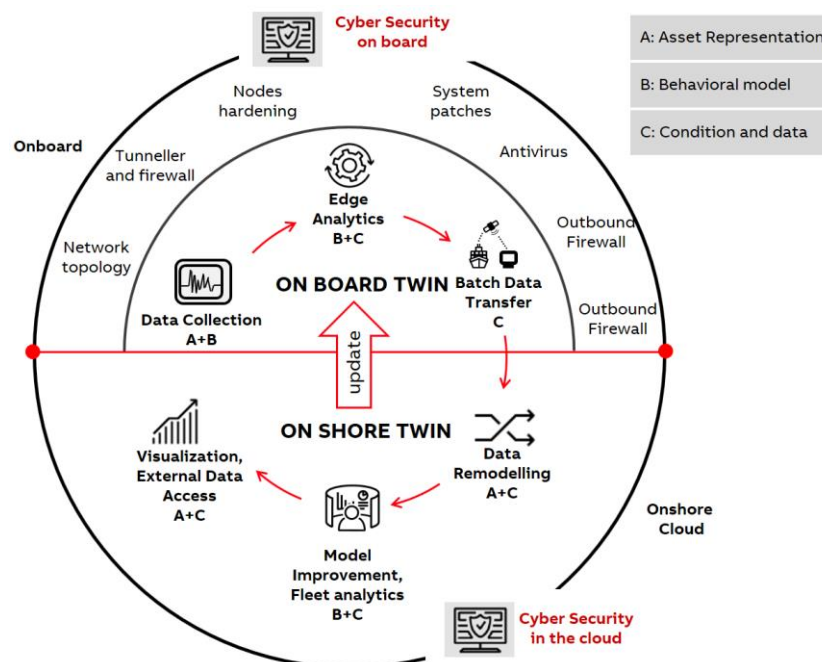 Cyber Security
on board
A: Asset Representation
B: Behavioral model
C: Condition and data
Nodes
hardening
System
patches
Onboard
Tunneller
and firewall
Antivirus
Network
topology
Outbound
Firewall
Outbound
Firewall
Edge
Analytics
B+C
ON BOARD TWIN
Data Collection
A+B
Batch Data
Transfer
C
update
ON SHORE TWIN
Visualization,
External Data
Access
A+C
Data
Remodelling
A+C
Model
Improvement,
Fleet analytics
B+C
Onshore
Cloud
Cyber Security
in the cloud